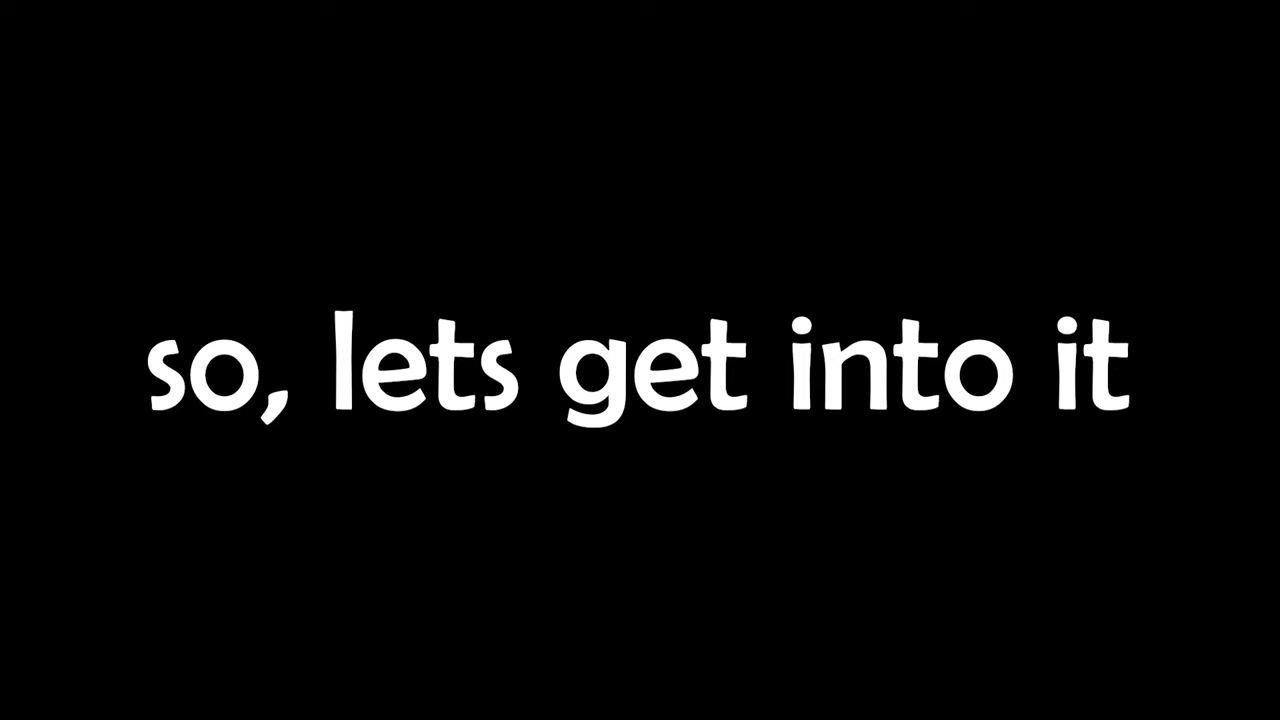 so, lets get into it